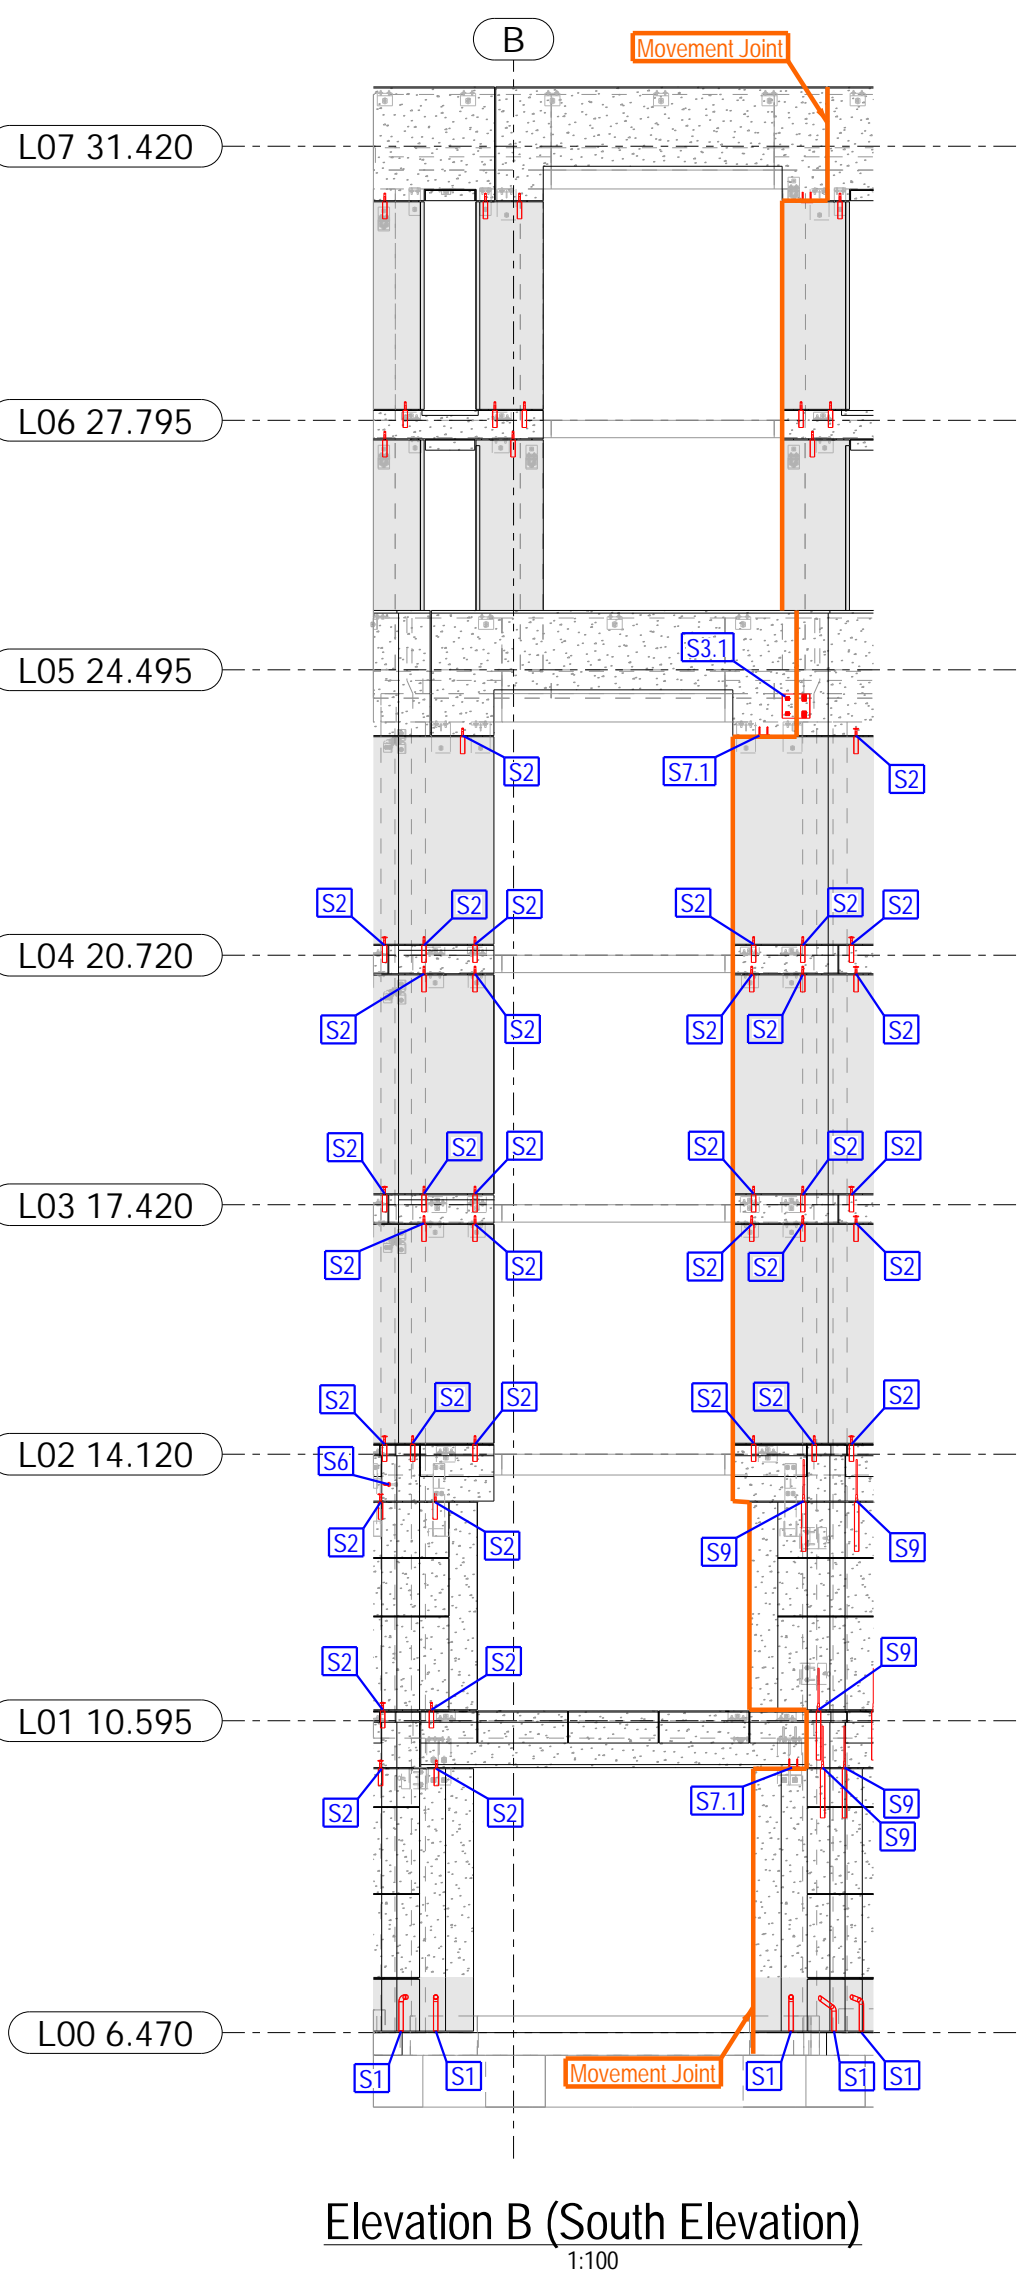 B
Movement Joint
L07 31.420
L06 27.795
S3.1
L05 24.495
S2 S7.1 S2
S2 S2 S2 S2 S2 S2
L04 20.720
S2 S2 S2 S2 S2
S2 S2 S2 S2 S2 S2
L03 17.420
S2 S2 S2 S2 S2
S2 S2 S2 S2 S2 S2
L02 14.120
S6
S2 S2 S9 S9
S2 S2 S9
L01 10.595
S2 S2 S7.1 S9
S9
L00 6.470
S1 S1 Movement Joint S1 S1 S1
Elevation B (South Elevation)
1:100